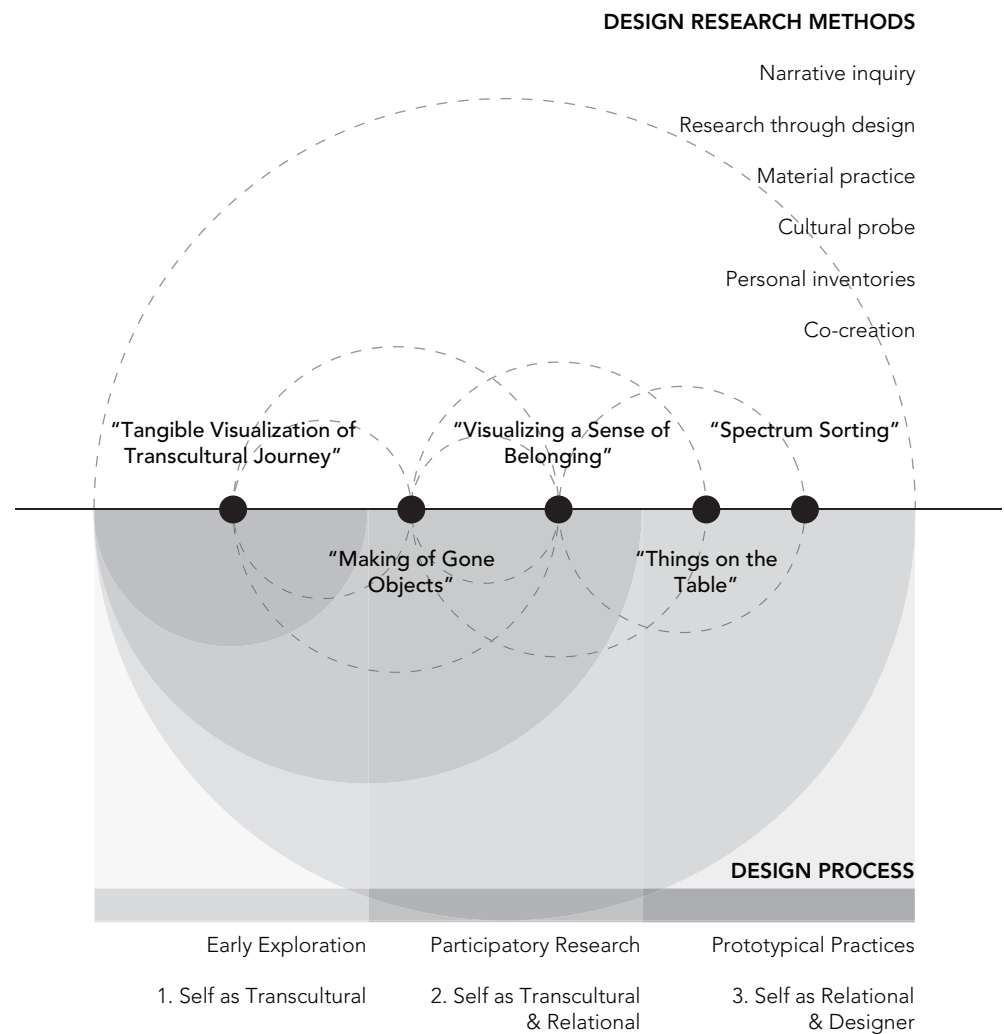 DESIGN RESEARCH METHODS
Narrative inquiry
Research through design
Material practice
Cultural probe
Personal inventories
Co-creation
“Tangible Visualization of
Transcultural Journey”
“Visualizing a Sense of
Belonging”
“Spectrum Sorting”
“Making of Gone
Objects”
“Things on the
Table”
DESIGN PROCESS
Early Exploration
Participatory Research
Prototypical Practices
1. Self as Transcultural
2. Self as Transcultural
& Relational
3. Self as Relational
& Designer